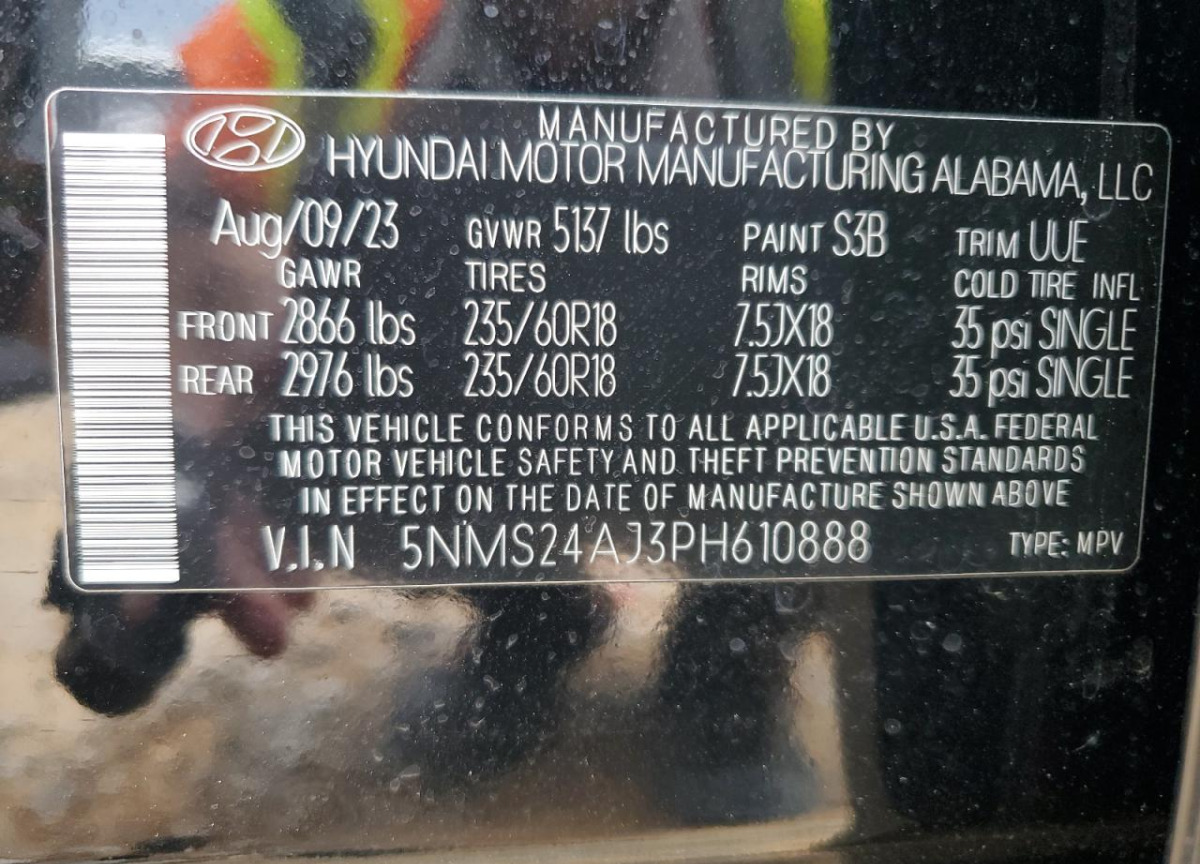 MANUFACTURED BY
HYUNDAI MOTOR MANUFACTURING ALABAMA, LLC
Aug/09/23 GVWR 5137 lbs PAINT S3B TRIM UUE
GAWR TIRES RIMS COLD TIRE INFL
FRONT 2866 lbs 235/60R18 7.5JX18 35 psi SINGLE
REAR 2976 lbs 235/60R18 7.5JX18 35 psi SINGLE
THIS VEHICLE CONFORMS TO ALL APPLICABLE U.S.A. FEDERAL
MOTOR VEHICLE SAFETY AND THEFT PREVENTION STANDARDS
IN EFFECT ON THE DATE OF MANUFACTURE SHOWN ABOVE
V.I.N 5NMS24AJ3PH610888 TYPE: MPV